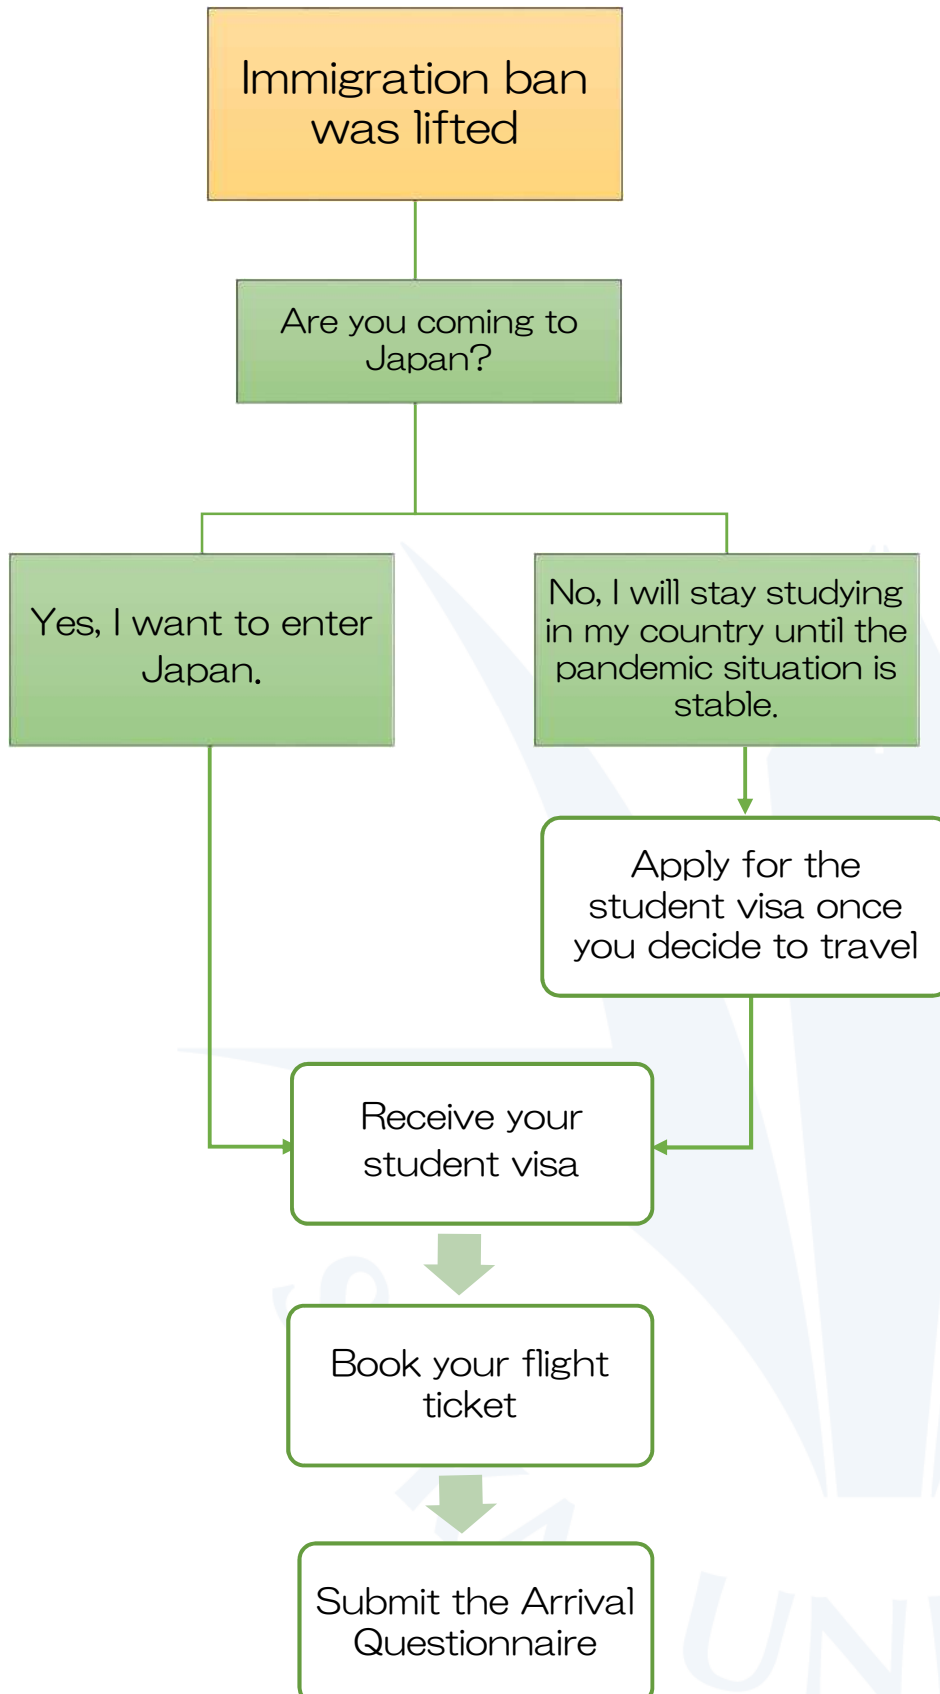 Immigration ban
was lifted
Are you coming to
Japan?
Yes, I want to enter
Japan.
No, I will stay studying
in my country until the
pandemic situation is
stable.
Apply for the
student visa once
you decide to travel
Receive your
student visa
Book your flight
ticket
Submit the Arrival
Questionnaire